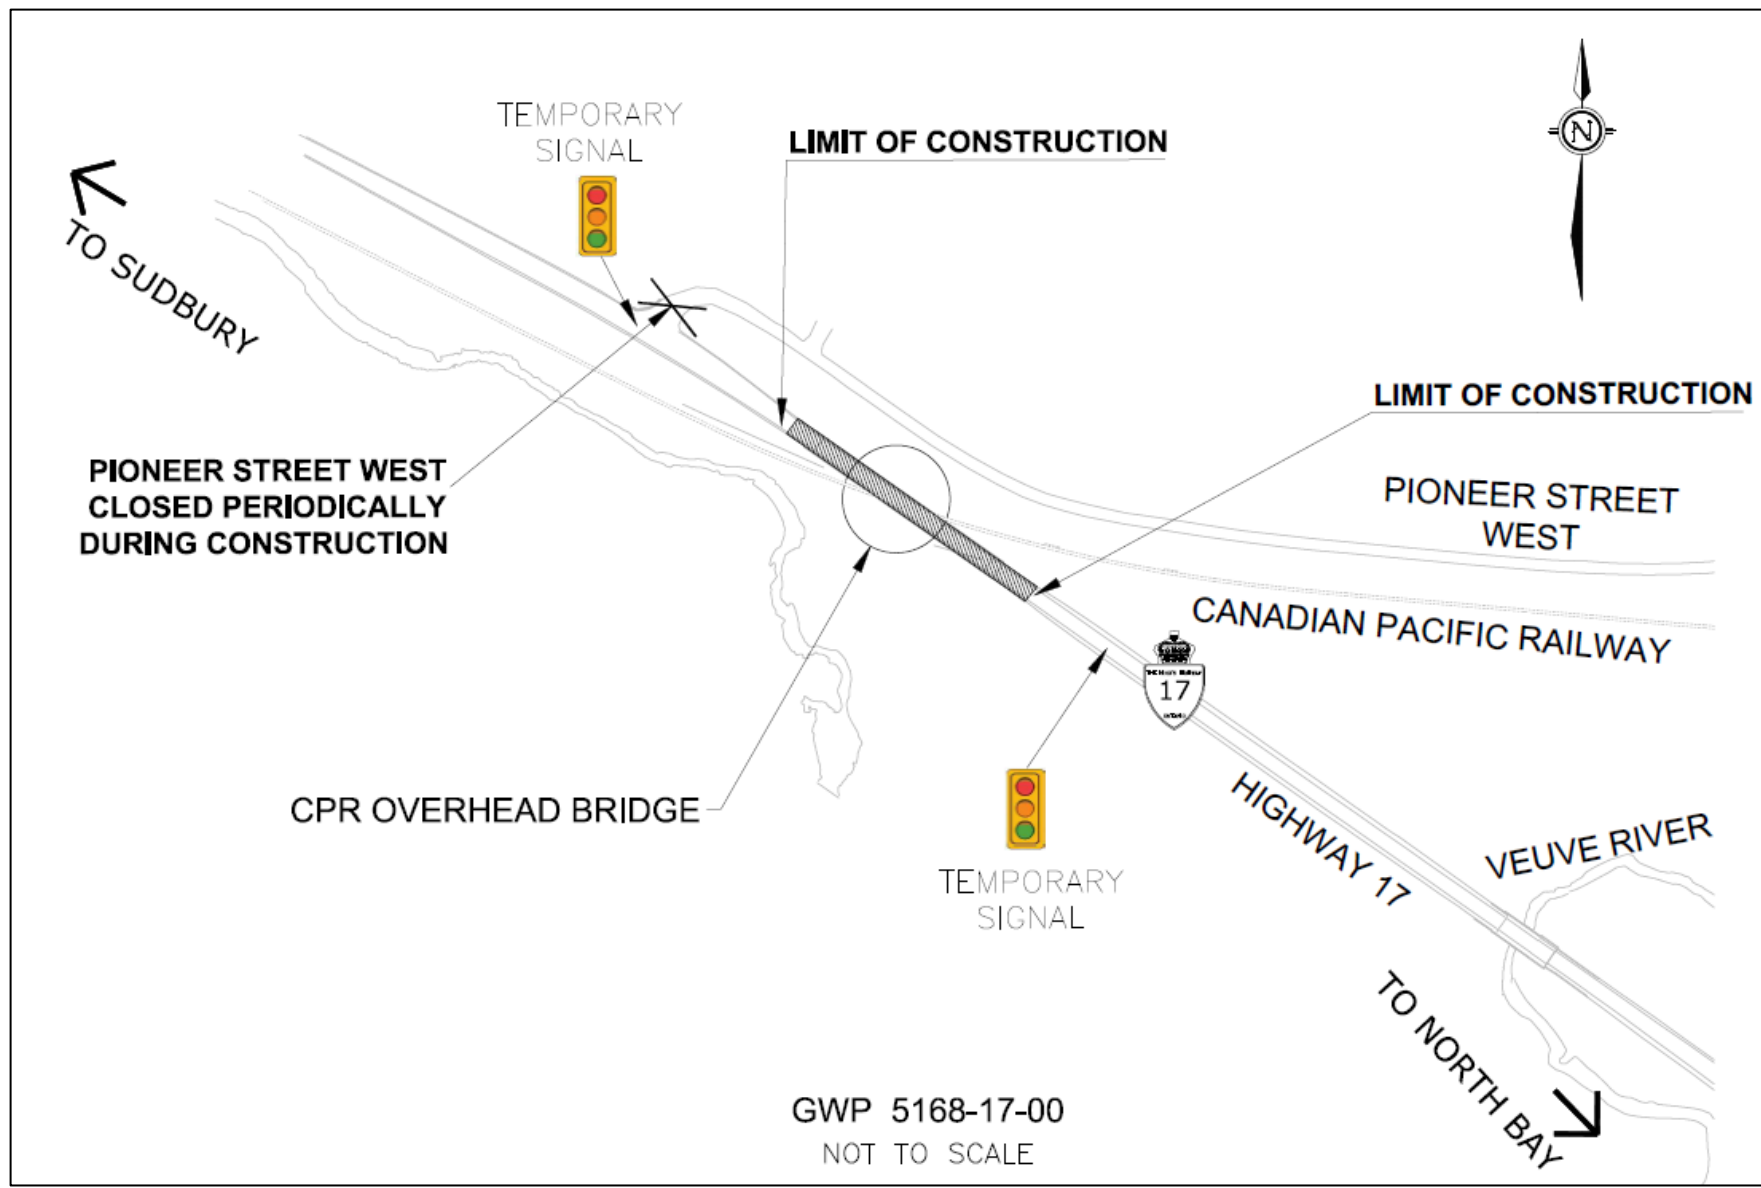 TEMPORARY
SIGNAL
LIMIT OF CONSTRUCTION
N
TO SUDBURY
LIMIT OF CONSTRUCTION
PIONEER STREET WEST
CLOSED PERIODICALLY
DURING CONSTRUCTION
PIONEER STREET
WEST
CANADIAN PACIFIC RAILWAY
17
CPR OVERHEAD BRIDGE
TEMPORARY
SIGNAL
HIGHWAY 17
VEUVE RIVER
TO NORTH BAY
GWP 5168-17-00
NOT TO SCALE